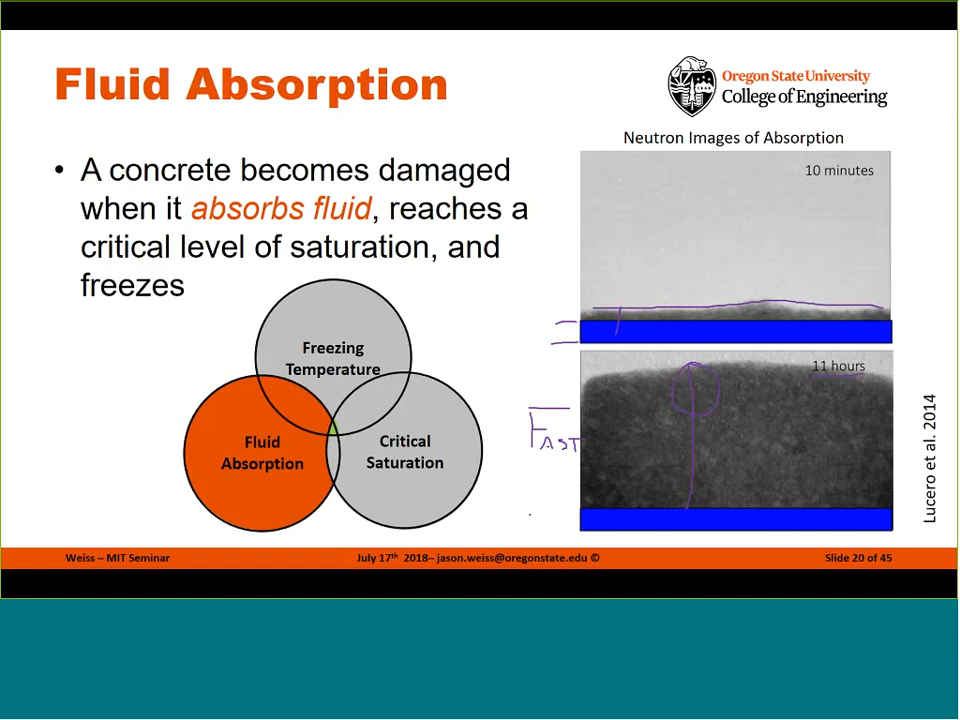 Fluid Absorption
Oregon State University
College of Engineering
• A concrete becomes damaged
when it absorbs fluid, reaches a
critical level of saturation, and
freezes
Freezing
Temperature
Fluid
Absorption
Critical
Saturation
Neutron Images of Absorption
10 minutes
11 hours
FAST
Lucero et al. 2014
Weiss – MIT Seminar
July 17th 2018– jason.weiss@oregonstate.edu ©
Slide 20 of 45